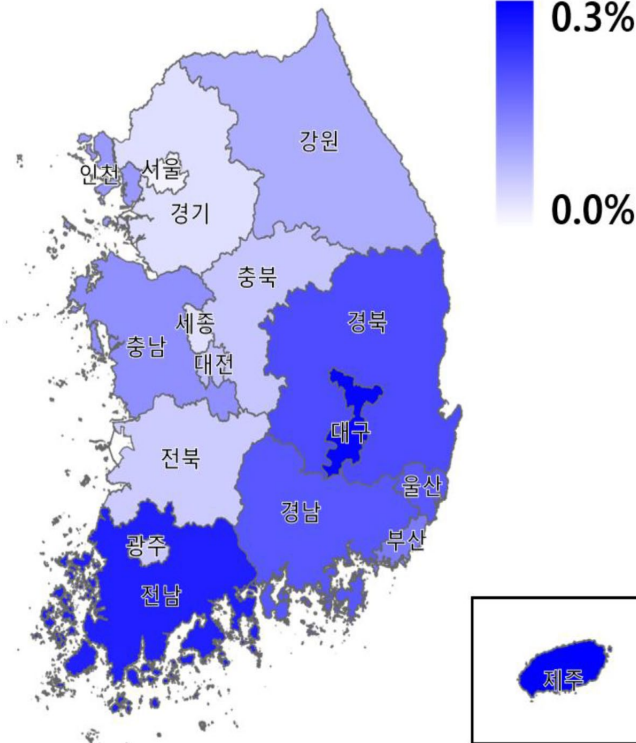 0.3%
0.0%
강원
인천
서울
경기
충북
세종
경북
충남
대전
대구
전북
울산
경남
부산
광주
전남
제주